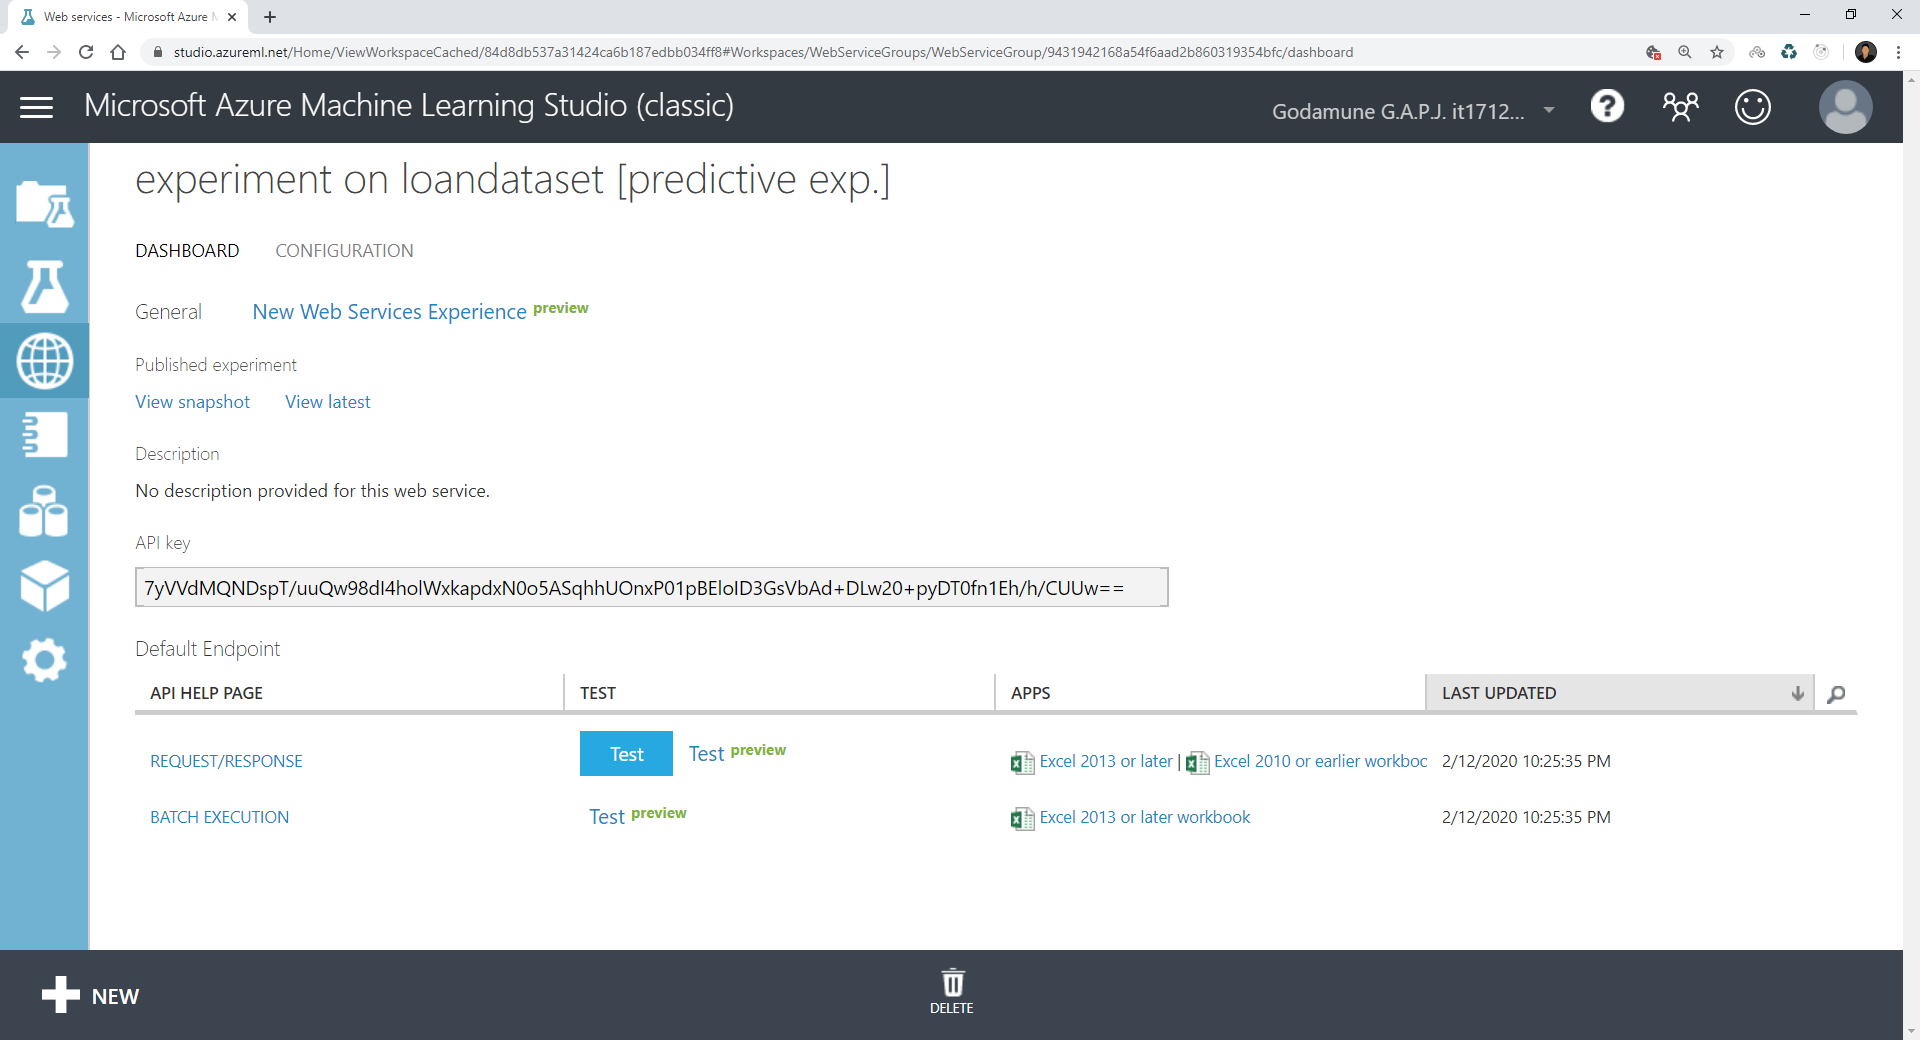 Web services - Microsoft Azure M
studio.azureml.net/Home/ViewWorkspaceCached/84d8db537a31424ca6b187edbb034ff8#Workspaces/WebServiceGroups/WebServiceGroup/9431942168a54f6aad2b860319354bfc/dashboard
Microsoft Azure Machine Learning Studio (classic)
Godamune G.A.P.J. it1712...
experiment on loandataset [predictive exp.]
DASHBOARD CONFIGURATION
General New Web Services Experience preview
Published experiment
View snapshot View latest
Description
No description provided for this web service.
API key
7yVVdMQNDspT/uuQw98dI4holWxkapdxN0o5ASqhhUOnxP01pBEloID3GsVbAd+DLw20+pyDT0fn1Eh/h/CUUw==
Default Endpoint
API HELP PAGE TEST APPS LAST UPDATED
REQUEST/RESPONSE Test Test preview Excel 2013 or later | Excel 2010 or earlier workboc 2/12/2020 10:25:35 PM
BATCH EXECUTION Test preview Excel 2013 or later workbook 2/12/2020 10:25:35 PM
NEW
DELETE